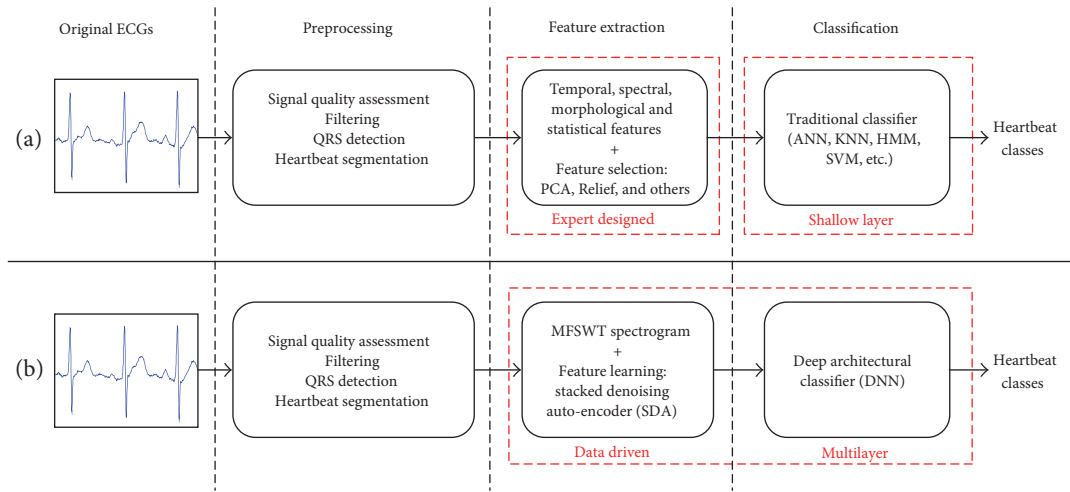 Original ECGs
Preprocessing
Feature extraction
Classification
(a)
Signal quality assessment
Filtering
QRS detection
Heartbeat segmentation
Temporal, spectral,
morphological and
statistical features
+
Feature selection:
PCA, Relief, and others
Expert designed
Traditional classifier
(ANN, KNN, HMM,
SVM, etc.)
Shallow layer
Heartbeat
classes
(b)
Signal quality assessment
Filtering
QRS detection
Heartbeat segmentation
MFSWT spectrogram
+
Feature learning:
stacked denoising
auto-encoder (SDA)
Data driven
Deep architectural
classifier (DNN)
Multilayer
Heartbeat
classes